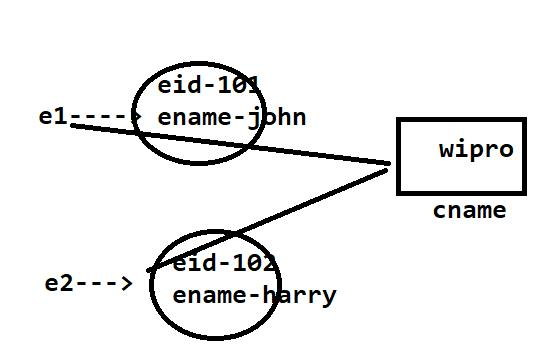 eid-101
e1----> ename-john
wipro
cname
eid-102
e2---> ename-harry